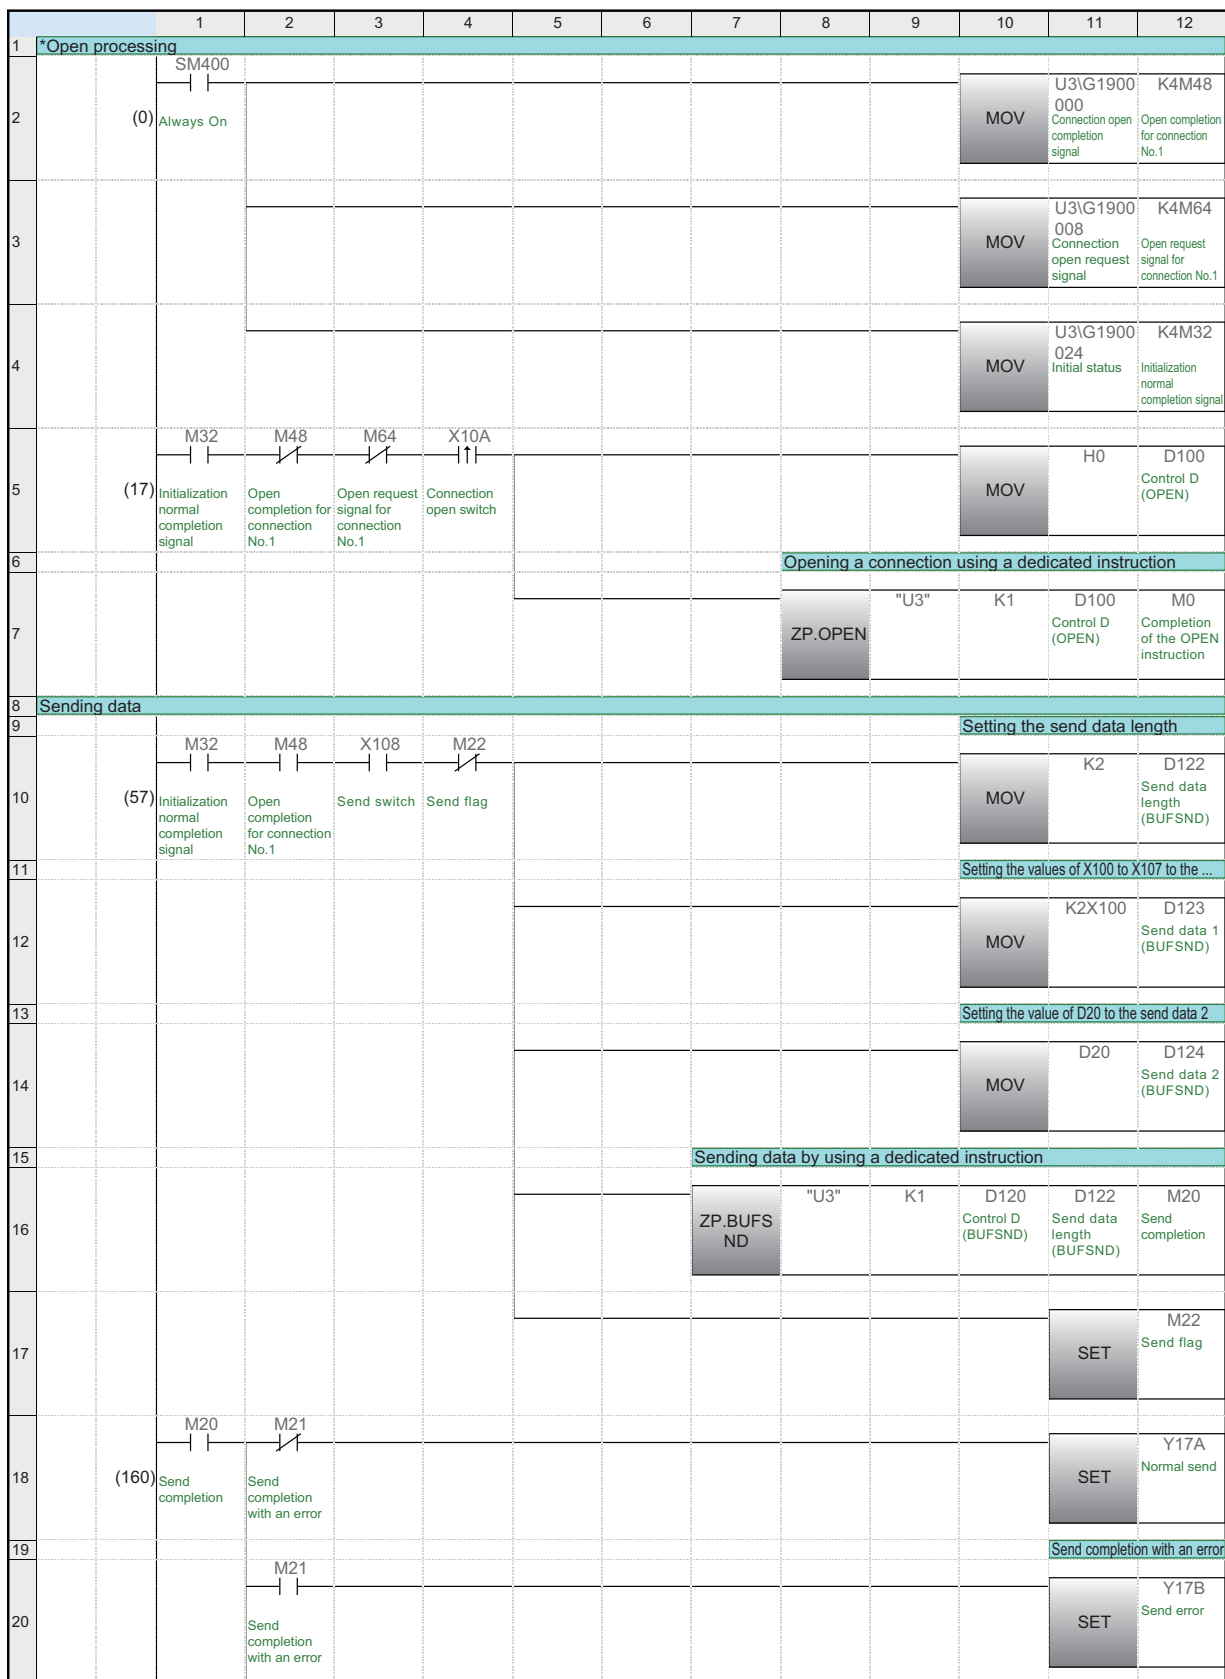 1 2 3 4 5 6 7 8 9 10 11 12
1 *Open processing
SM400
2 (0) Always On
MOV
U3\G1900
000
Connection open
completion
signal
K4M48
Open completion
for connection
No.1
3
MOV
U3\G1900
008
Connection
open request
signal
K4M64
Open request
signal for
connection No.1
4
MOV
U3\G1900
024
Initial status
K4M32
Initialization
normal
completion signal
5 (17)
M32
Initialization
normal
completion
signal
M48
Open
completion for
connection
No.1
M64
Open request
signal for
connection
No.1
X10A
Connection
open switch
MOV
H0
D100
Control D
(OPEN)
6 Opening a connection using a dedicated instruction
7
ZP.OPEN
"U3"
K1
D100
Control D
(OPEN)
M0
Completion
of the OPEN
instruction
8 Sending data
9 Setting the send data length
10 (57)
M32
Initialization
normal
completion
signal
M48
Open
completion
for connection
No.1
X108
Send switch
M22
Send flag
MOV
K2
D122
Send data
length
(BUFSND)
11 Setting the values of X100 to X107 to the ...
12
MOV
K2X100
D123
Send data 1
(BUFSND)
13 Setting the value of D20 to the send data 2
14
MOV
D20
D124
Send data 2
(BUFSND)
15 Sending data by using a dedicated instruction
16
ZP.BUFS
ND
"U3"
K1
D120
Control D
(BUFSND)
D122
Send data
length
(BUFSND)
M20
Send
completion
17
SET
M22
Send flag
18 (160)
M20
Send
completion
M21
Send
completion
with an error
SET
Y17A
Normal send
19 Send completion with an error
20
M21
Send
completion
with an error
SET
Y17B
Send error